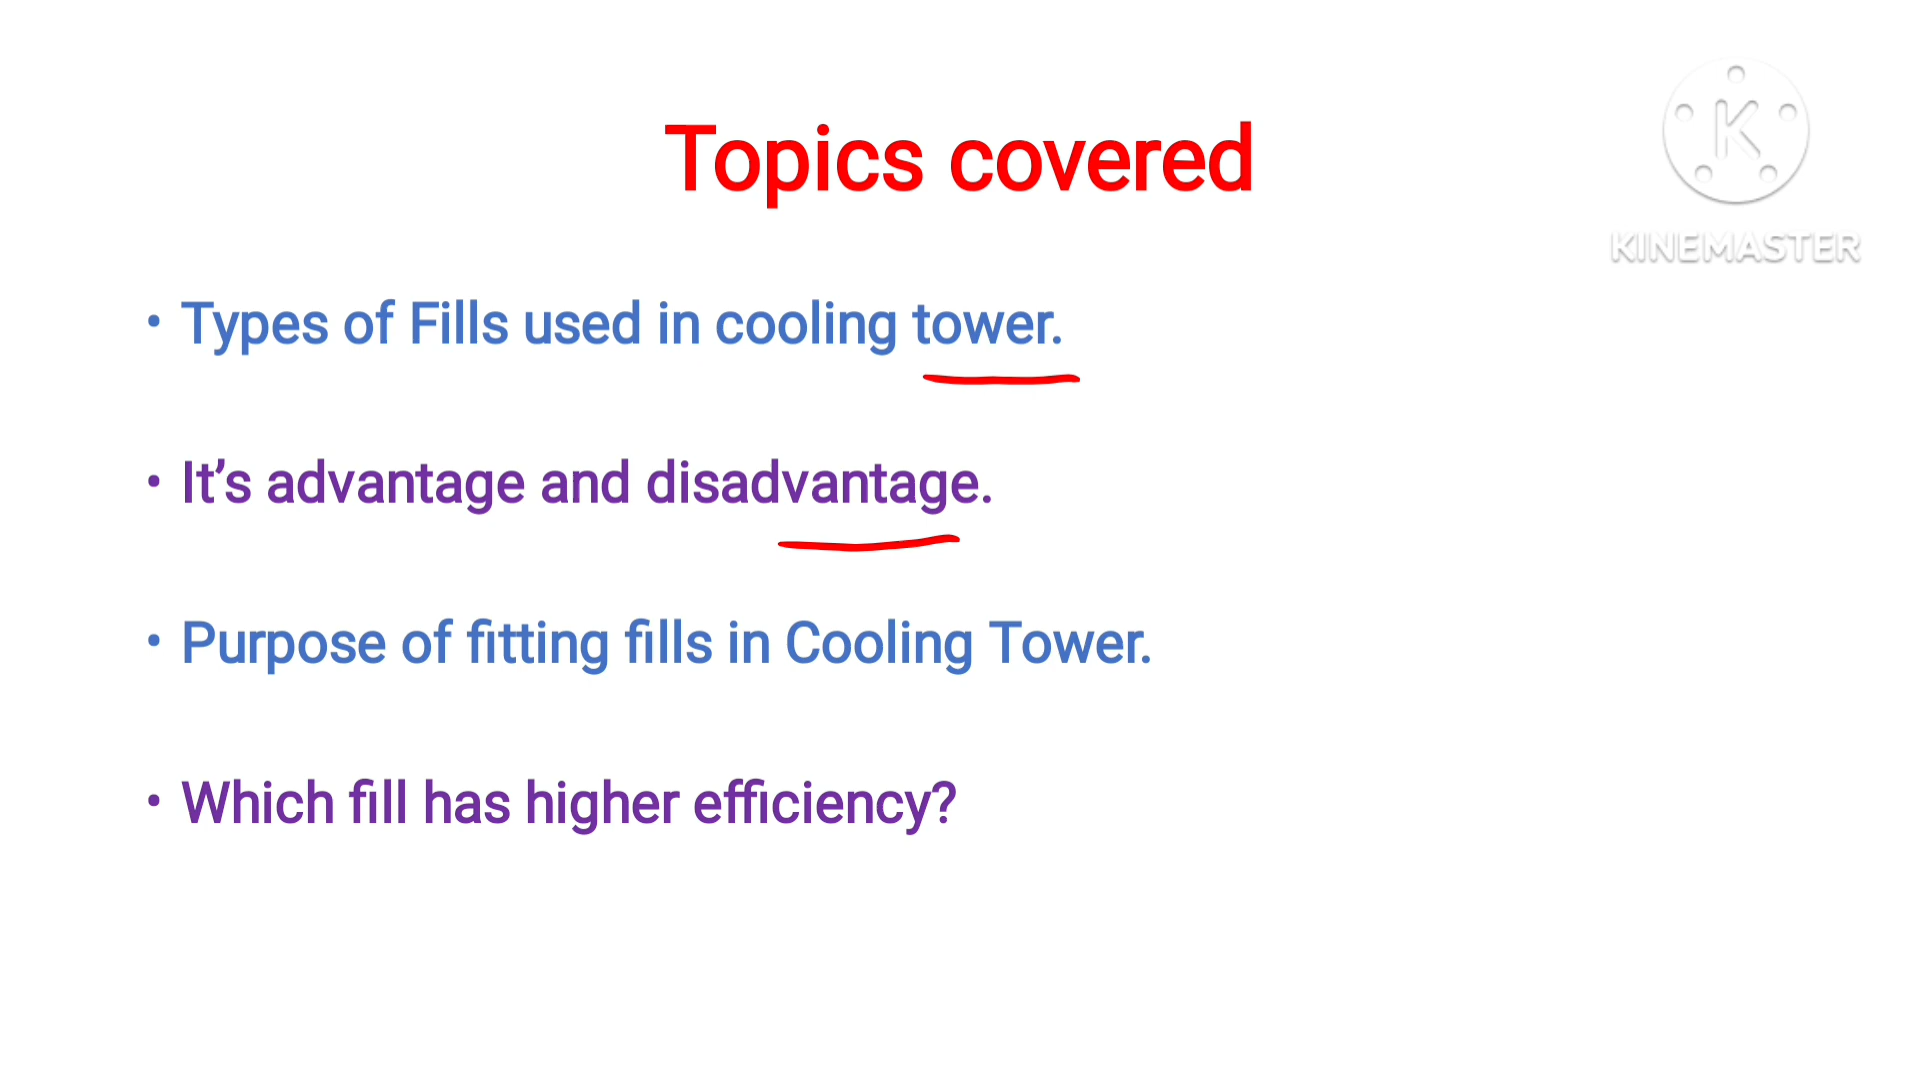 Topics covered
K
KINEMASTER
• Types of Fills used in cooling tower.
• It’s advantage and disadvantage.
• Purpose of fitting fills in Cooling Tower.
• Which fill has higher efficiency?